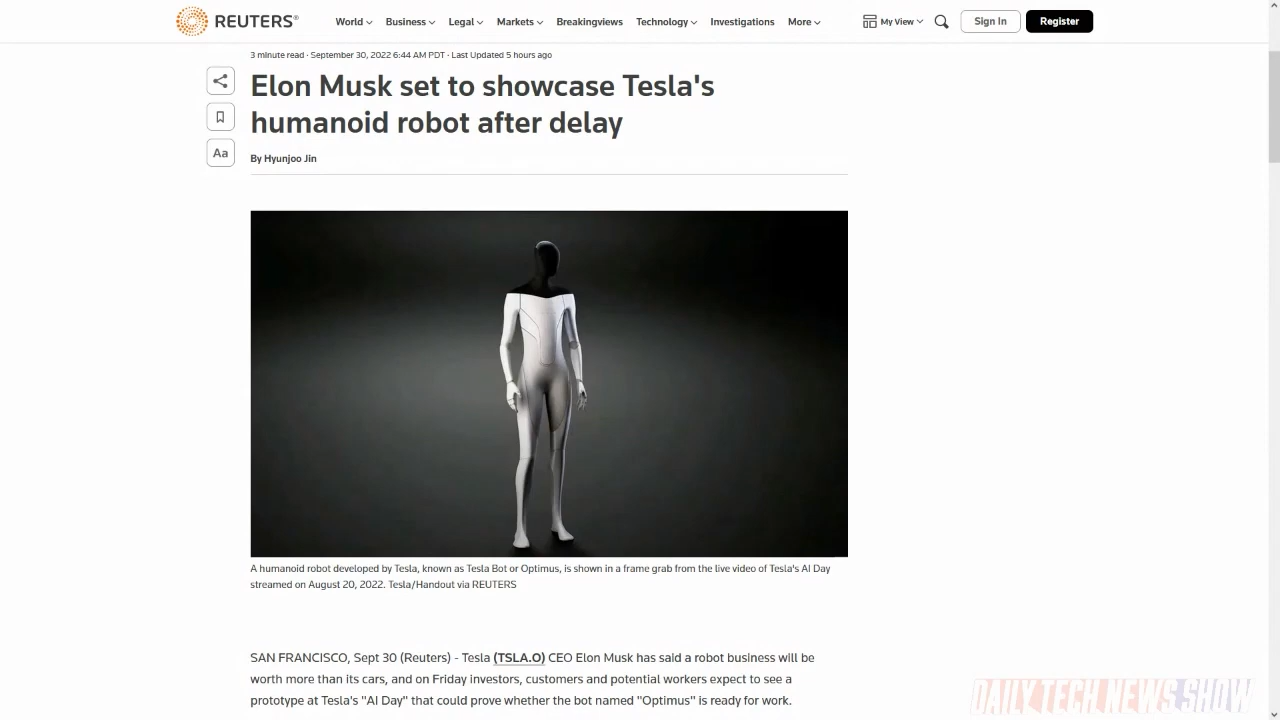 REUTERS®
World
Business
Legal
Markets
Breakingviews
Technology
Investigations
More
My View
Sign In
Register
3 minute read · September 30, 2022 6:44 AM PDT · Last Updated 5 hours ago
Elon Musk set to showcase Tesla's
humanoid robot after delay
Aa
By Hyunjoo Jin
A humanoid robot developed by Tesla, known as Tesla Bot or Optimus, is shown in a frame grab from the live video of Tesla's AI Day
streamed on August 20, 2022. Tesla/Handout via REUTERS
SAN FRANCISCO, Sept 30 (Reuters) - Tesla (TSLA.O) CEO Elon Musk has said a robot business will be
worth more than its cars, and on Friday investors, customers and potential workers expect to see a
prototype at Tesla's "AI Day" that could prove whether the bot named "Optimus" is ready for work.
DAILY TECH NEWS SHOW